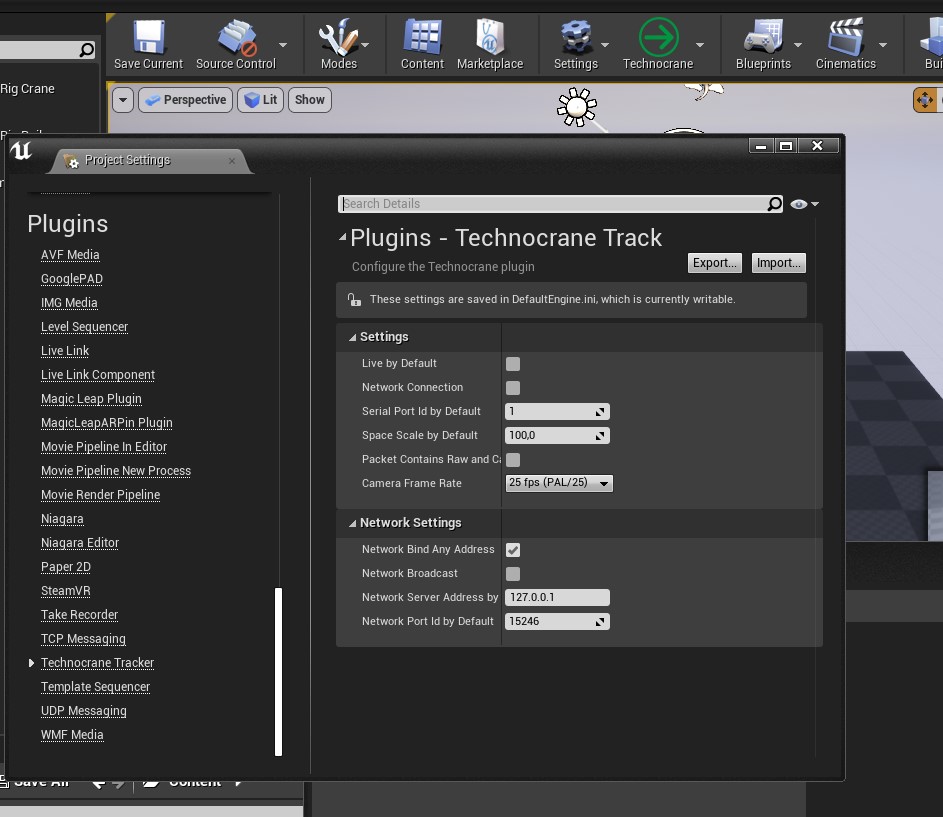 Save Current
Source Control
Modes
Content
Marketplace
Settings
Technocrane
Blueprints
Cinematics
Rig Crane
Perspective
Lit
Show
Project Settings
Plugins
AVF Media
GooglePAD
IMG Media
Level Sequencer
Live Link
Live Link Component
Magic Leap Plugin
MagicLeapARPin Plugin
Movie Pipeline In Editor
Movie Pipeline New Process
Movie Render Pipeline
Niagara
Niagara Editor
Paper 2D
SteamVR
Take Recorder
TCP Messaging
Technocrane Tracker
Template Sequencer
UDP Messaging
WMF Media
Search Details
Plugins - Technocrane Track
Configure the Technocrane plugin
Export...
Import...
These settings are saved in DefaultEngine.ini, which is currently writable.
Settings
Live by Default
Network Connection
Serial Port Id by Default
1
Space Scale by Default
100,0
Packet Contains Raw and Ca
Camera Frame Rate
25 fps (PAL/25)
Network Settings
Network Bind Any Address
Network Broadcast
Network Server Address by
127.0.0.1
Network Port Id by Default
15246
Save All
Content